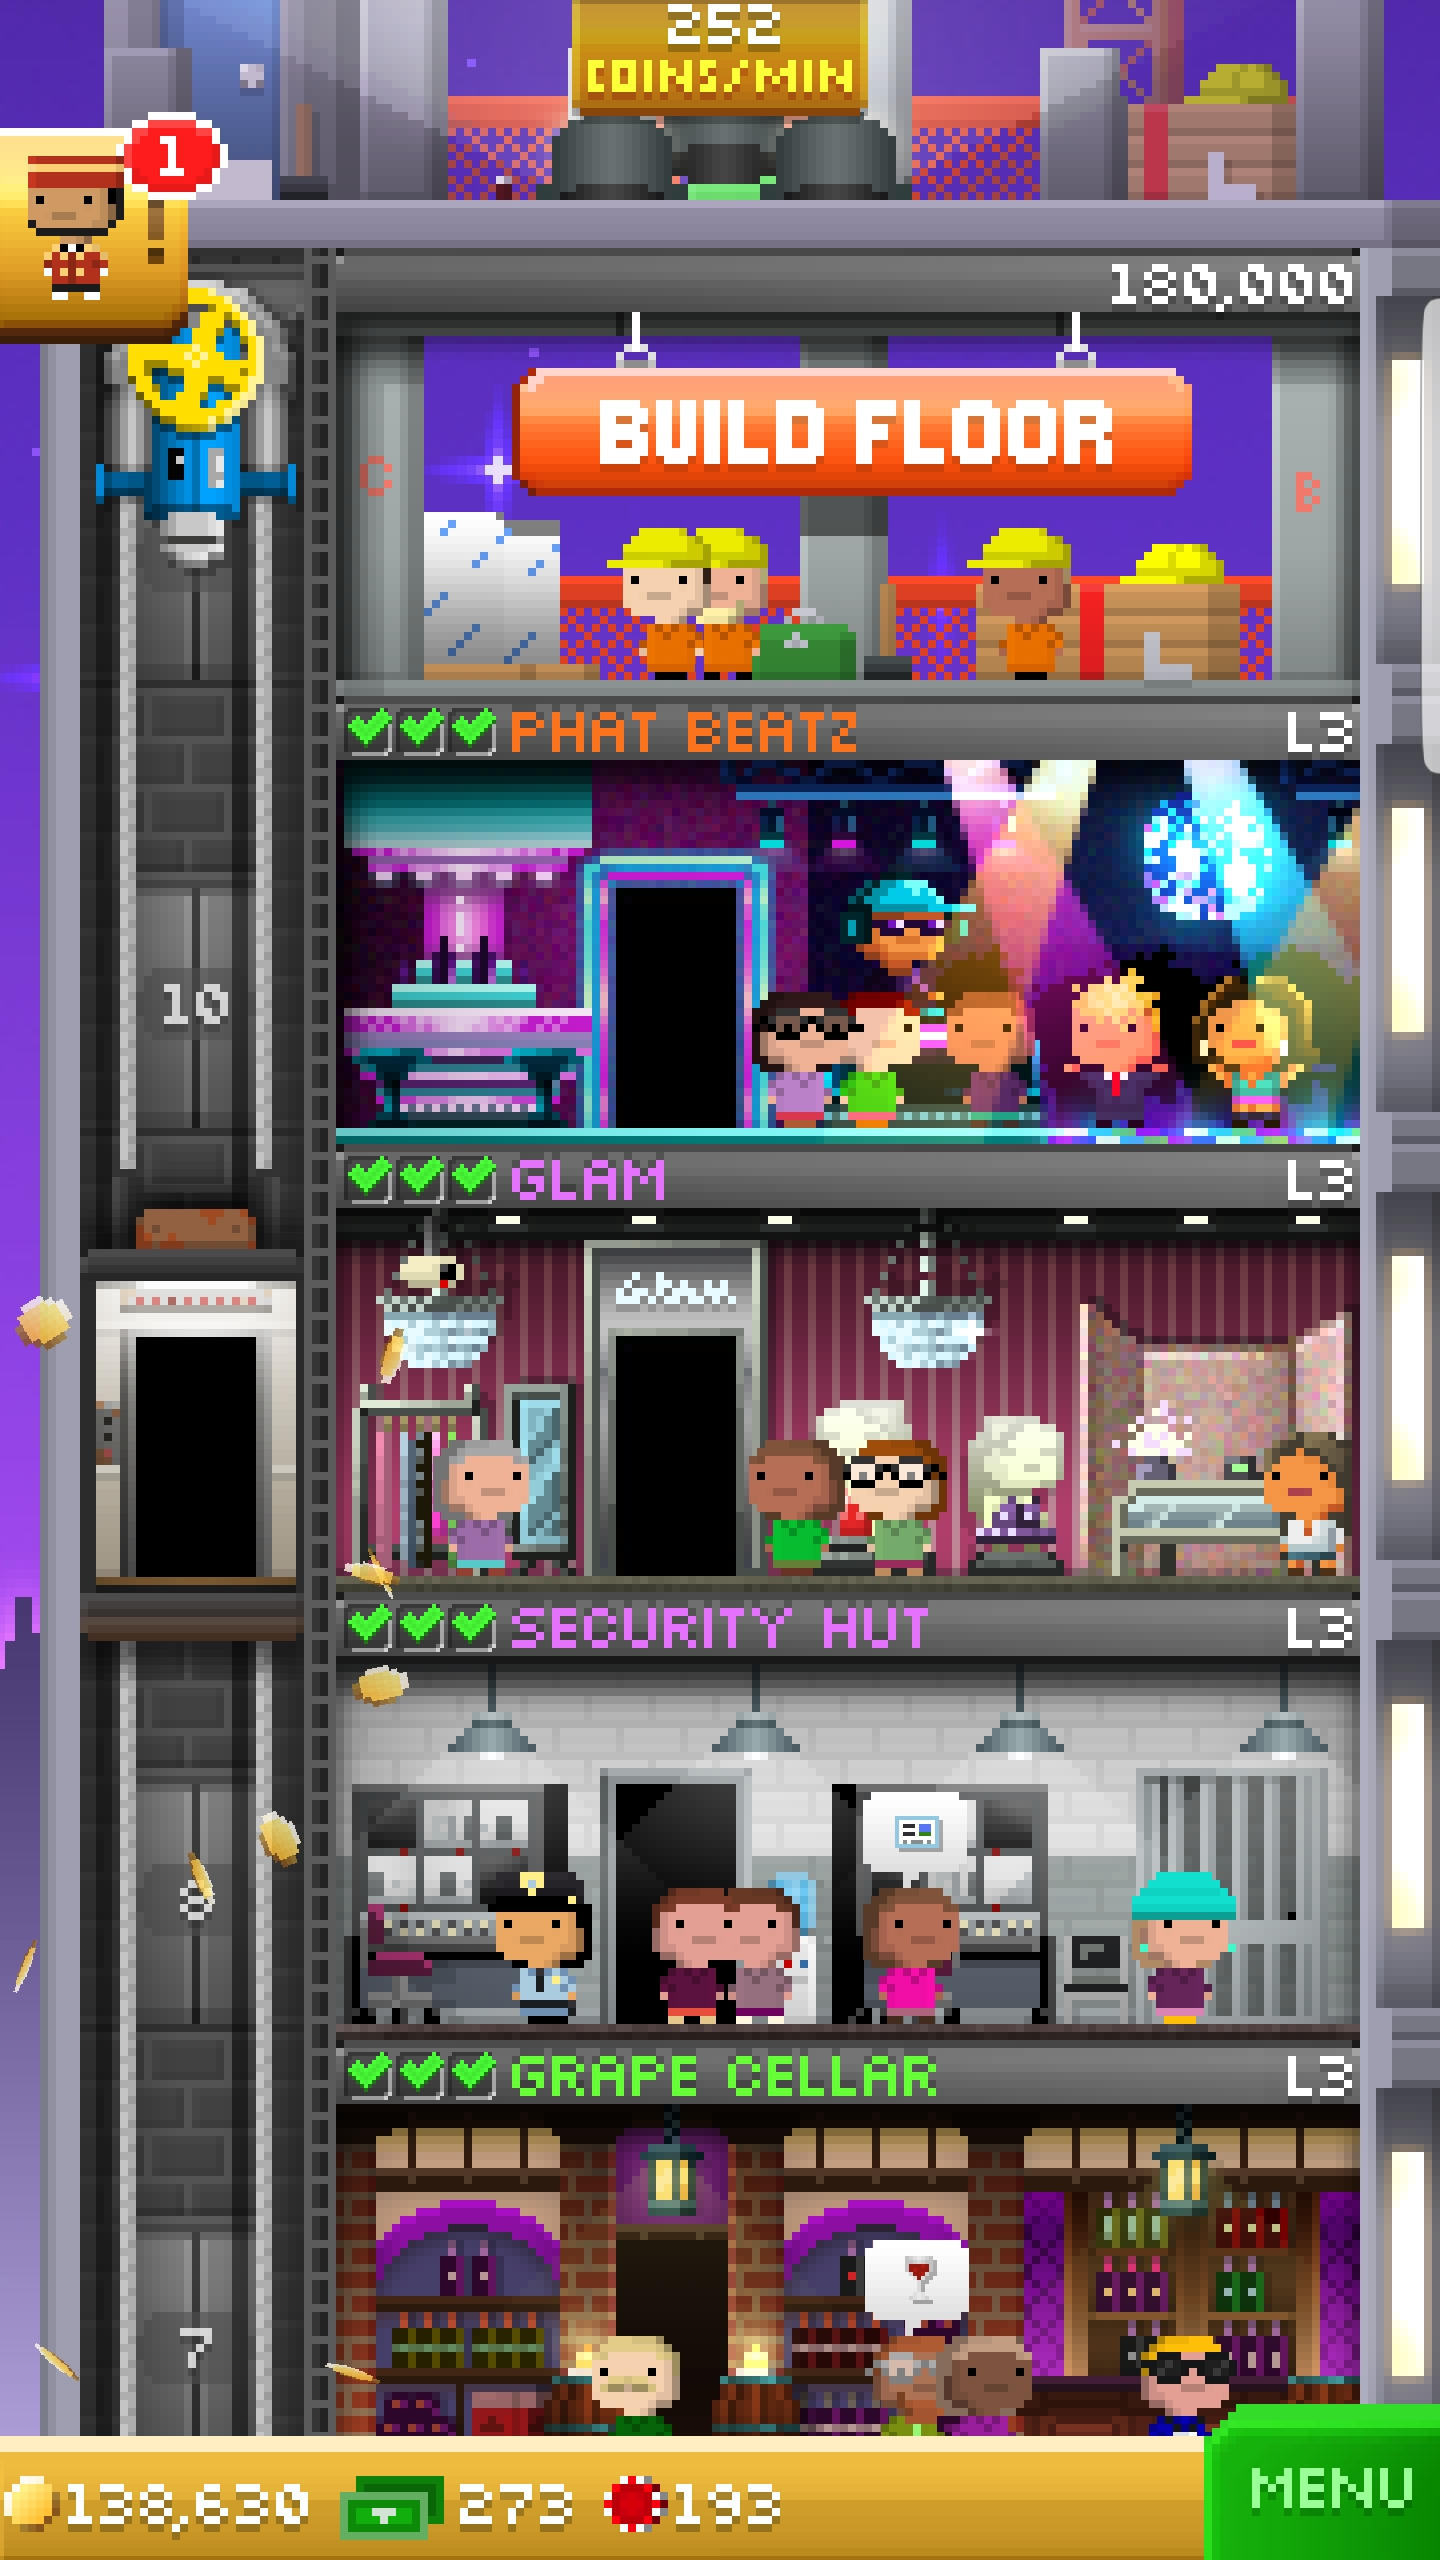 252
COINS/MIN
1
180,000
BUILD FLOOR
C
B
PHAT BEATZ
L3
10
GLAM
L3
Glam
SECURITY HUT
L3
8
GRAPE CELLAR
L3
7
138,630
273
193
MENU